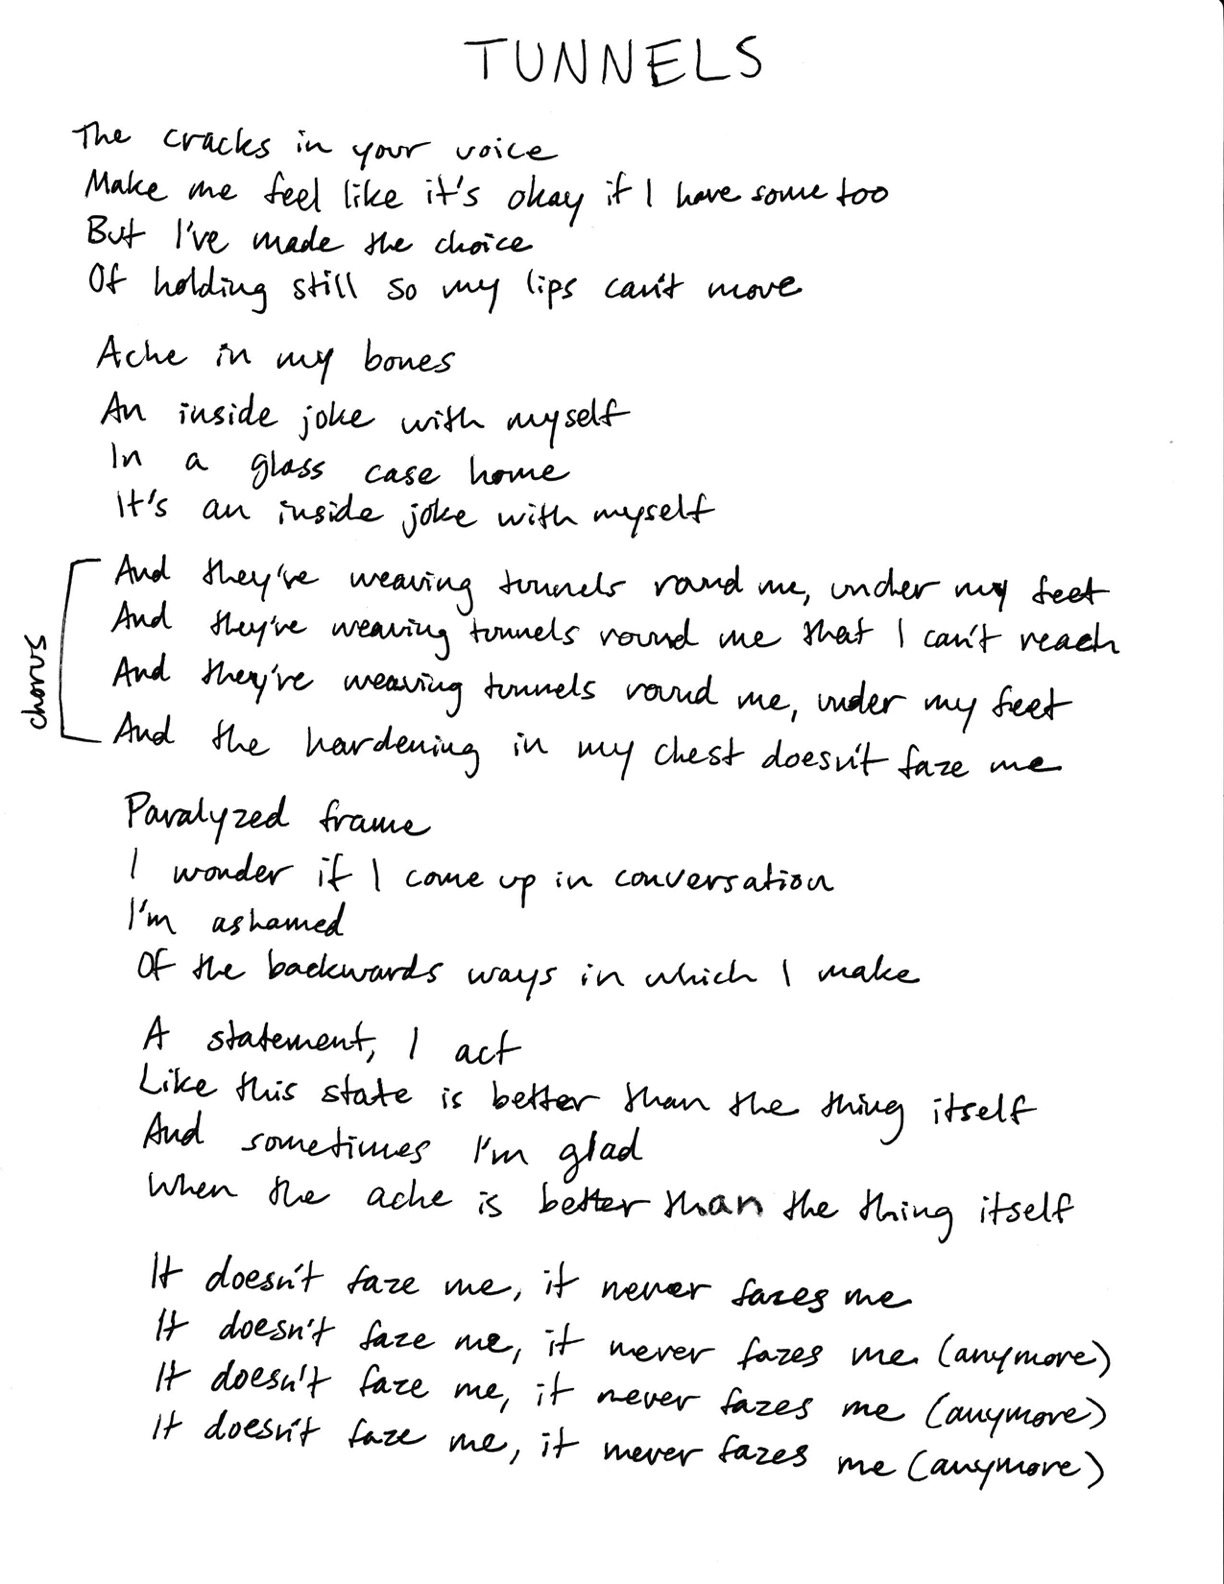 TUNNELS
The cracks in your voice
Make me feel like it's okay if I have some too
But I've made the choice
Of holding still so my lips can't move
Ache in my bones
An inside joke with myself
In a glass case home
It's an inside joke with myself
chorus
And they're weaving tunnels round me, under my feet
And they're weaving tunnels round me that I can't reach
And they're weaving tunnels round me, under my feet
And the hardening in my chest doesn't faze me
Paralyzed frame
I wonder if I come up in conversation
I'm ashamed
Of the backwards ways in which I make
A statement, I act
Like this state is better than the thing itself
And sometimes I'm glad
When the ache is better than the thing itself
It doesn't faze me, it never fazes me
It doesn't faze me, it never fazes me (anymore)
It doesn't faze me, it never fazes me (anymore)
It doesn't faze me, it never fazes me (anymore)